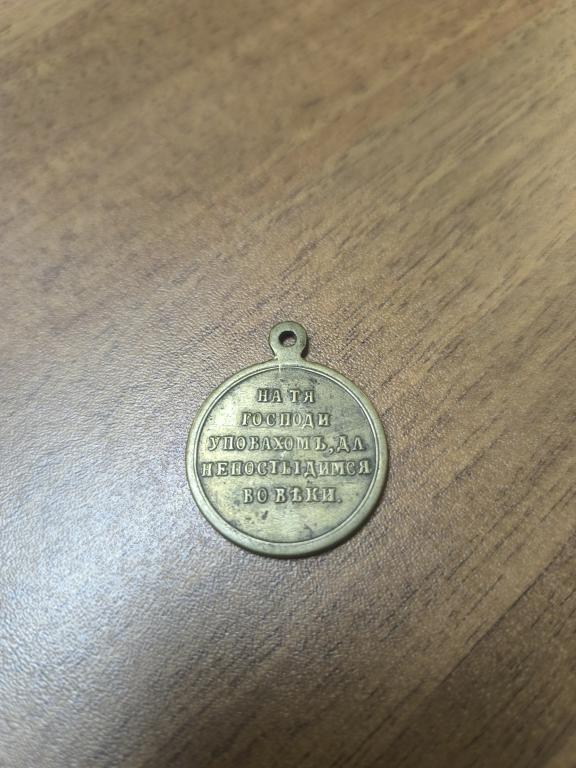 НА ТЯ
ГОСПОДИ
УПОВАХОМЪ, ДА
НЕПОСТЫДИМСЯ
ВО ВѢКИ.